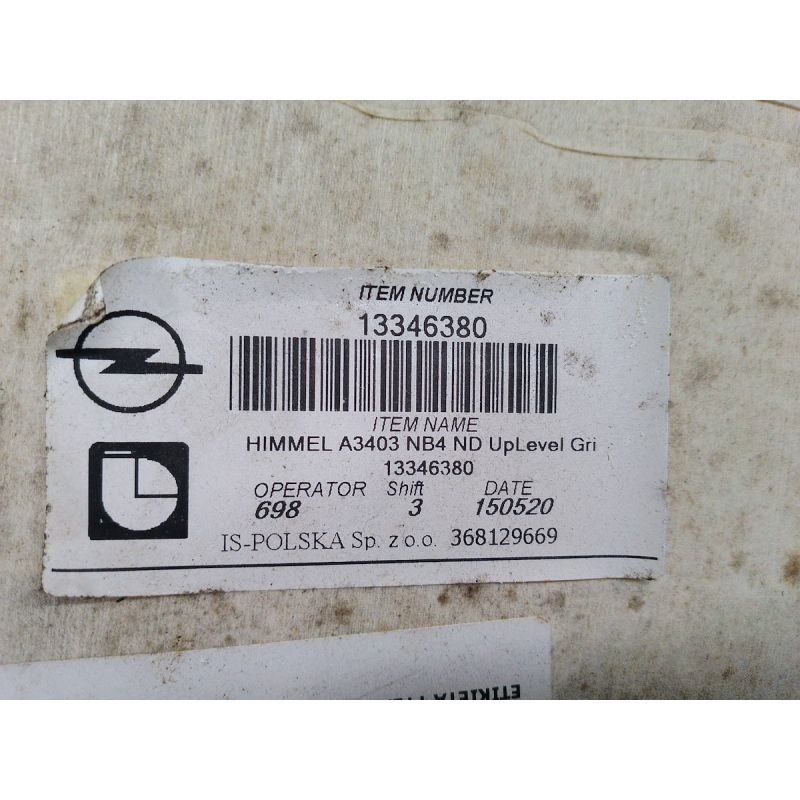 ITEM NUMBER
13346380
ITEM NAME
HIMMEL A3403 NB4 ND UpLevel Gri
13346380
OPERATOR Shift DATE
698 3 150520
IS-POLSKA Sp. z o.o. 368129669
ETIKIETA